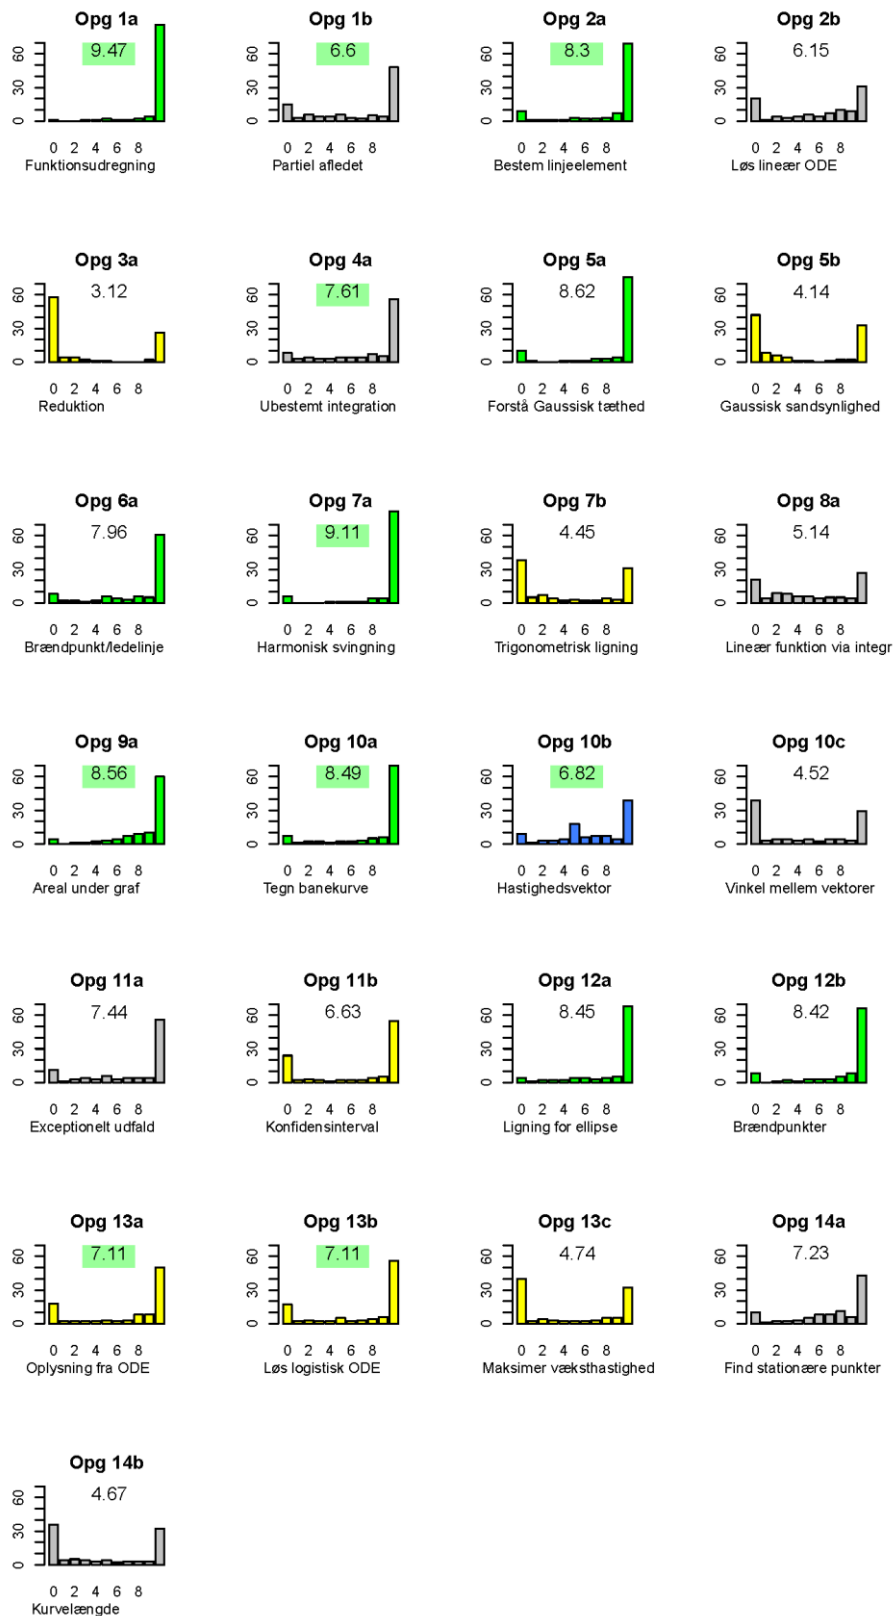 Opg 1a
9.47
0 30 60
0 2 4 6 8
Funktionsudregning
Opg 1b
6.6
0 30 60
0 2 4 6 8
Partiel afledet
Opg 2a
8.3
0 30 60
0 2 4 6 8
Bestem linjeelement
Opg 2b
6.15
0 30 60
0 2 4 6 8
Løs lineær ODE
Opg 3a
3.12
0 30 60
0 2 4 6 8
Reduktion
Opg 4a
7.61
0 30 60
0 2 4 6 8
Ubestemt integration
Opg 5a
8.62
0 30 60
0 2 4 6 8
Forstå Gaussisk tæthed
Opg 5b
4.14
0 30 60
0 2 4 6 8
Gaussisk sandsynlighed
Opg 6a
7.96
0 30 60
0 2 4 6 8
Brændpunkt/ledelinje
Opg 7a
9.11
0 30 60
0 2 4 6 8
Harmonisk svingning
Opg 7b
4.45
0 30 60
0 2 4 6 8
Trigonometrisk ligning
Opg 8a
5.14
0 30 60
0 2 4 6 8
Lineær funktion via integr
Opg 9a
8.56
0 30 60
0 2 4 6 8
Areal under graf
Opg 10a
8.49
0 30 60
0 2 4 6 8
Tegn banekurve
Opg 10b
6.82
0 30 60
0 2 4 6 8
Hastighedsvektor
Opg 10c
4.52
0 30 60
0 2 4 6 8
Vinkel mellem vektorer
Opg 11a
7.44
0 30 60
0 2 4 6 8
Exceptionelt udfald
Opg 11b
6.63
0 30 60
0 2 4 6 8
Konfidensinterval
Opg 12a
8.45
0 30 60
0 2 4 6 8
Ligning for ellipse
Opg 12b
8.42
0 30 60
0 2 4 6 8
Brændpunkter
Opg 13a
7.11
0 30 60
0 2 4 6 8
Oplysning fra ODE
Opg 13b
7.11
0 30 60
0 2 4 6 8
Løs logistisk ODE
Opg 13c
4.74
0 30 60
0 2 4 6 8
Maksimer væksthastighed
Opg 14a
7.23
0 30 60
0 2 4 6 8
Find stationære punkter
Opg 14b
4.67
0 30 60
0 2 4 6 8
Kurvelængde